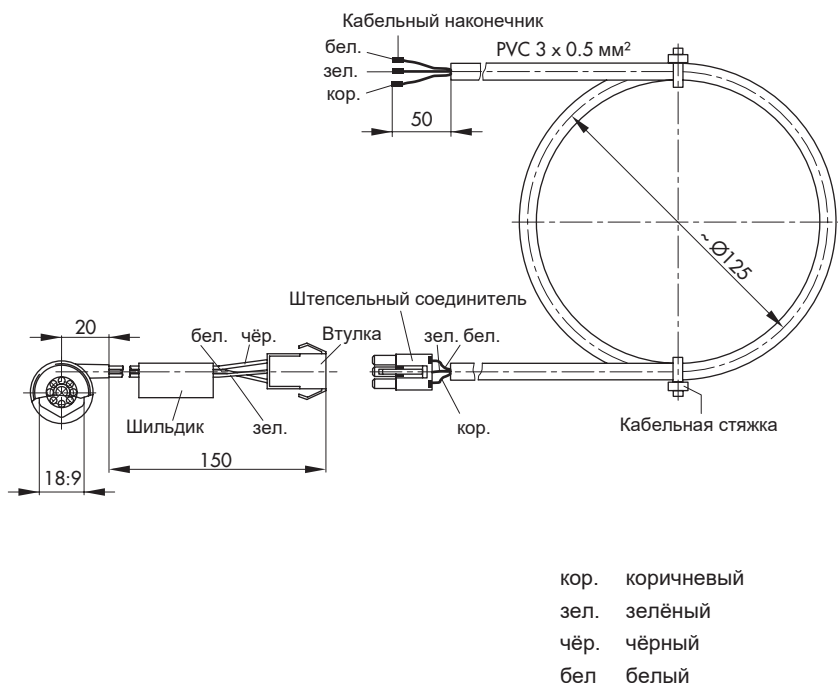 Кабельный наконечник
бел.
PVC 3 x 0.5 мм²
зел.
кор.
50
~ Ø125
Штепсельный соединитель
20
бел. чёр. Втулка зел. бел.
Шильдик зел. кор. Кабельная стяжка
150
18:9
кор. коричневый
зел. зелёный
чёр. чёрный
бел белый